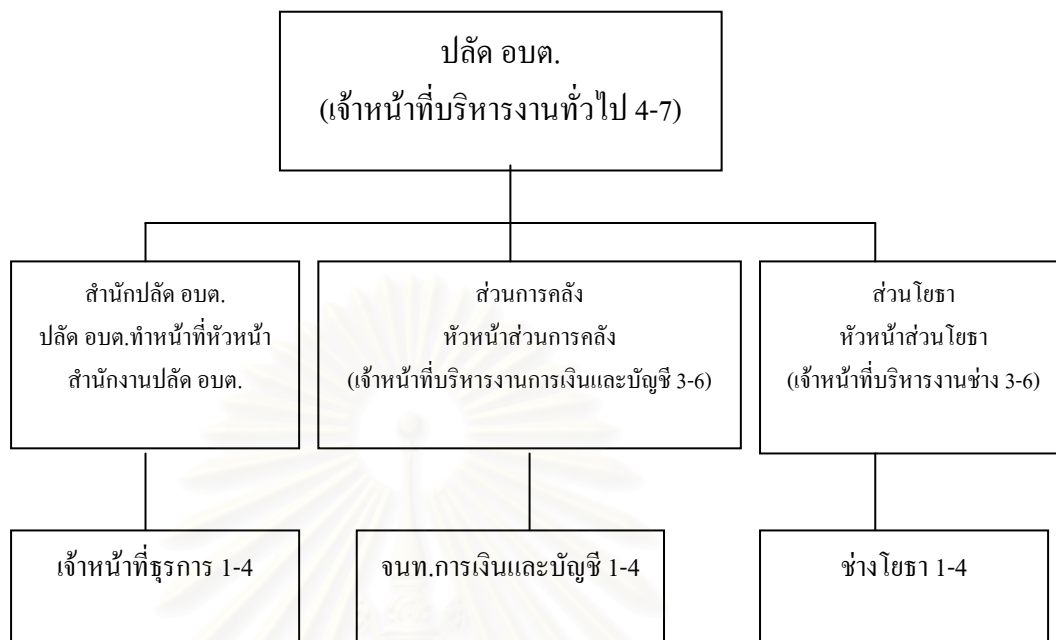 ปลัด อบต.
(เจ้าหน้าที่บริหารงานทั่วไป 4-7)
สำนักปลัด อบต.
ปลัด อบต.ทำหน้าที่หัวหน้า
สำนักงานปลัด อบต.
ส่วนการคลัง
หัวหน้าส่วนการคลัง
(เจ้าหน้าที่บริหารงานการเงินและบัญชี 3-6)
ส่วนโยธา
หัวหน้าส่วนโยธา
(เจ้าหน้าที่บริหารงานช่าง 3-6)
เจ้าหน้าที่ธุรการ 1-4
จนท.การเงินและบัญชี 1-4
ช่างโยธา 1-4